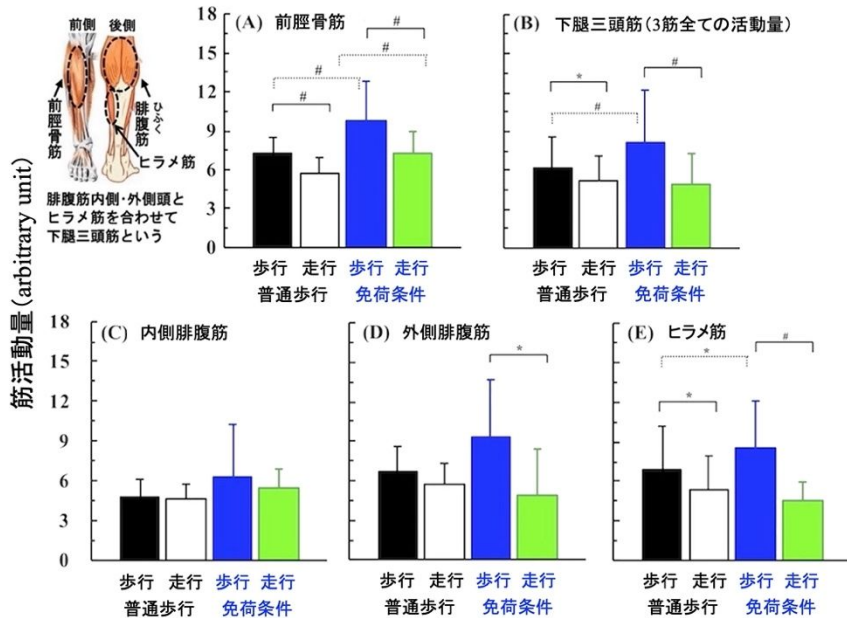 前側 後側
前脛骨筋
ひふく
腓腹筋
ヒラメ筋
腓腹筋内側・外側頭と
ヒラメ筋を合わせて
下腿三頭筋という
筋活動量(arbitrary unit)
(A) 前脛骨筋
18
15
12
9
6
3
0
#
#
#
#
歩行 走行 歩行 走行
普通歩行 免荷条件
(B) 下腿三頭筋(3筋全ての活動量)
*
#
#
歩行 走行 歩行 走行
普通歩行 免荷条件
(C) 内側腓腹筋
18
15
12
9
6
3
0
歩行 走行 歩行 走行
普通歩行 免荷条件
(D) 外側腓腹筋
*
歩行 走行 歩行 走行
普通歩行 免荷条件
(E) ヒラメ筋
*
#
*
歩行 走行 歩行 走行
普通歩行 免荷条件